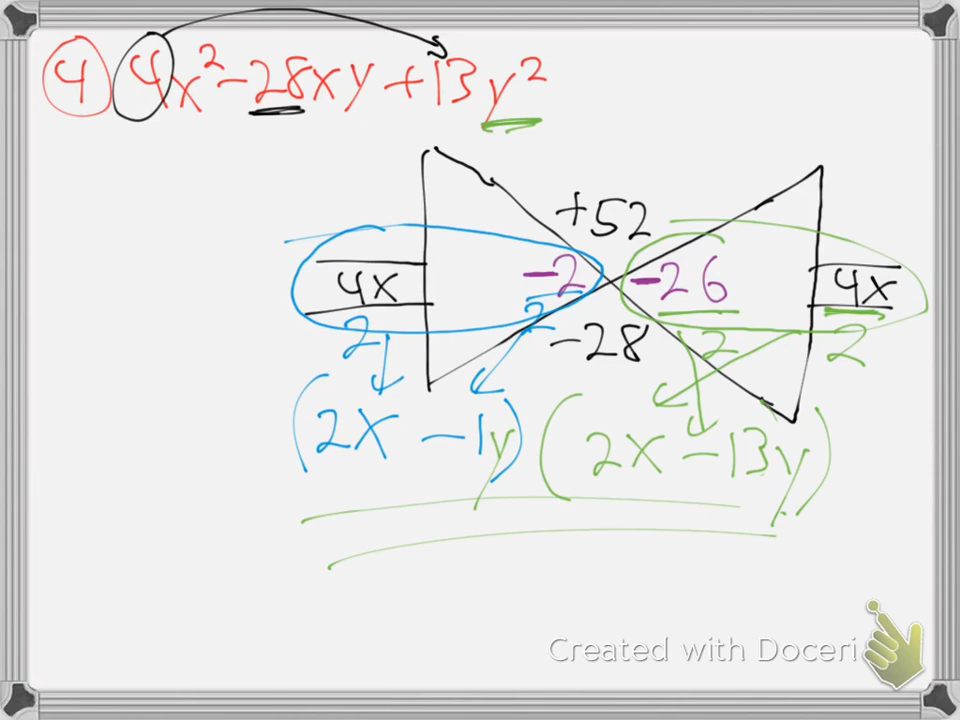 4 4x² - 28xy + 13y²
+52
4x -2 -26 4x
2 2 -28 2 2
(2x - 1y) (2x - 13y)
Created with Doceri